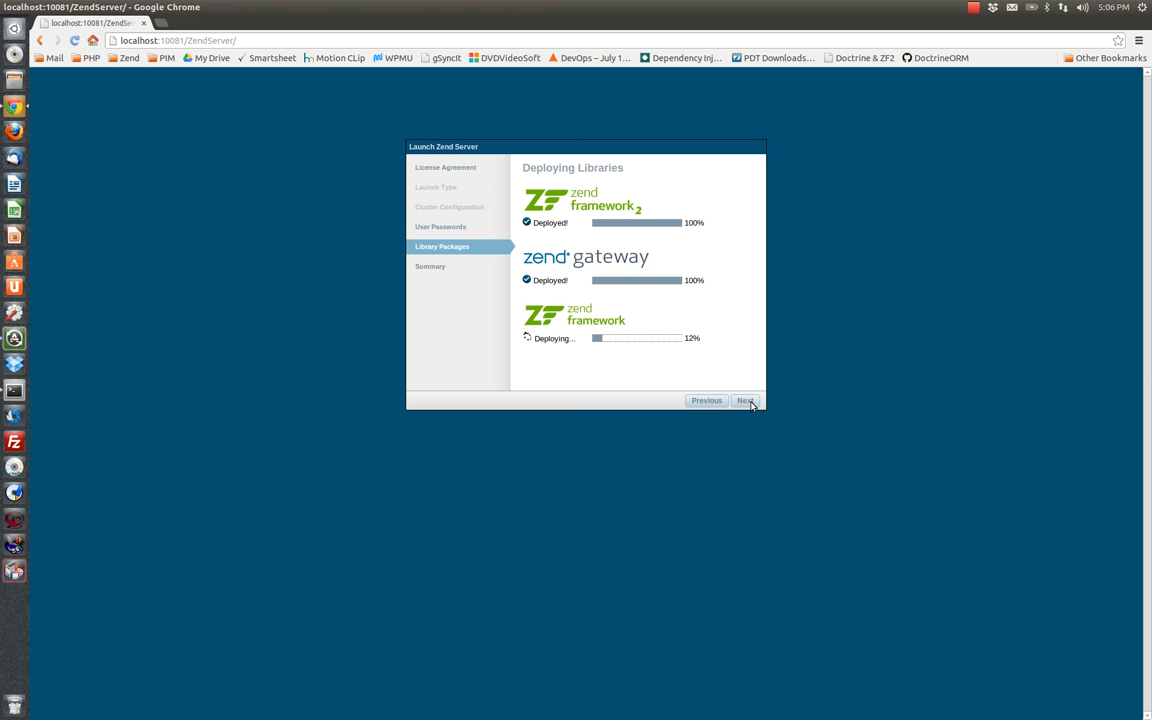 localhost:10081/ZendServer/ - Google Chrome
5:06 PM
localhost:10081/ZendSer
localhost:10081/ZendServer/
Mail PHP Zend PIM My Drive Smartsheet Motion CLip WPMU gSyncIt DVDVideoSoft DevOps – July 1... Dependency Inj... PDT Downloads... Doctrine & ZF2 DoctrineORM Other Bookmarks
Launch Zend Server
License Agreement
Launch Type
Cluster Configuration
User Passwords
Library Packages
Summary
Deploying Libraries
ZF zend framework 2
Deployed! 100%
zend gateway
Deployed! 100%
ZF zend framework
Deploying... 12%
Previous Next